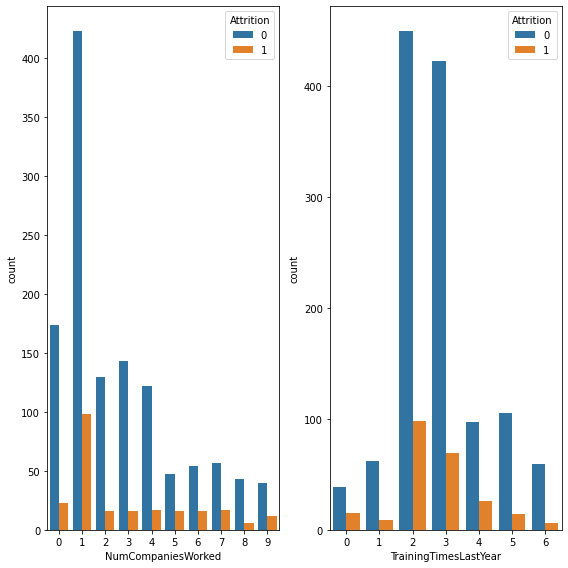 Attrition
0
1
400
350
300
250
200
150
100
50
0
count
0 1 2 3 4 5 6 7 8 9
NumCompaniesWorked
Attrition
0
1
400
300
200
100
0
count
0 1 2 3 4 5 6
TrainingTimesLastYear